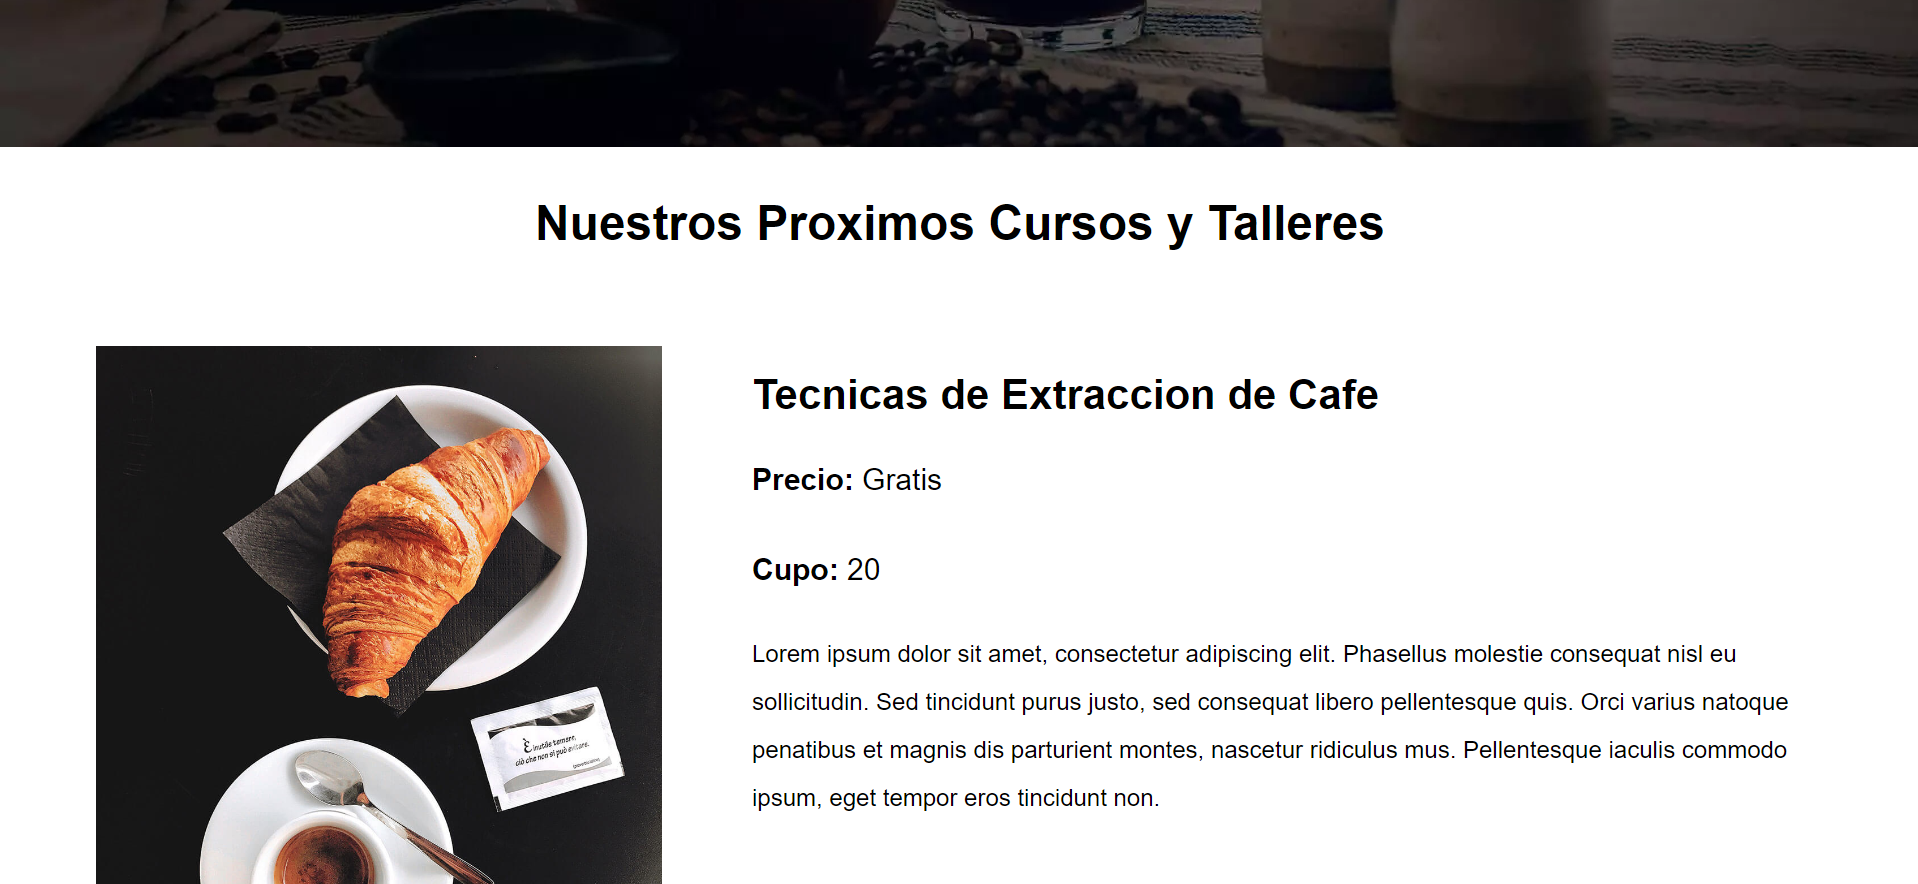 Nuestros Proximos Cursos y Talleres
Tecnicas de Extraccion de Cafe
Precio: Gratis
Cupo: 20
Lorem ipsum dolor sit amet, consectetur adipiscing elit. Phasellus molestie consequat nisl eu
sollicitudin. Sed tincidunt purus justo, sed consequat libero pellentesque quis. Orci varius natoque
penatibus et magnis dis parturient montes, nascetur ridiculus mus. Pellentesque iaculis commodo
ipsum, eget tempor eros tincidunt non.
È inutile temere,
ciò che non si può evitare.